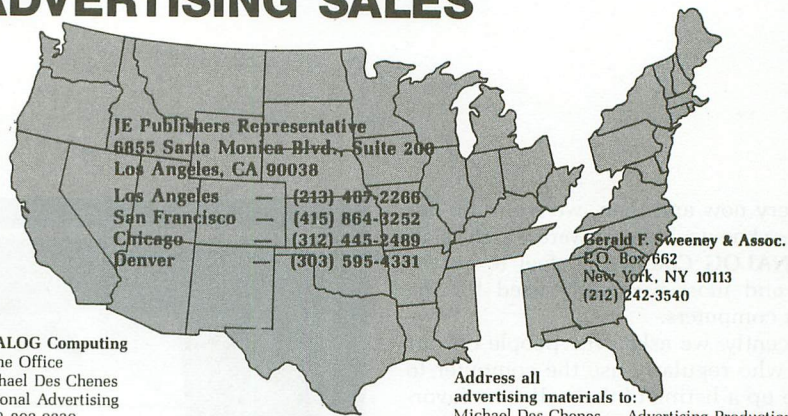 ADVERTISING SALES
JE Publishers Representative
6855 Santa Monica Blvd., Suite 200
Los Angeles, CA 90038
Los Angeles — (213) 467-2266
San Francisco — (415) 864-3252
Chicago — (312) 445-2489
Denver — (303) 595-4331
Gerald F. Sweeney & Assoc.
P.O. Box 662
New York, NY 10113
(212) 242-3540
ALOG Computing
ne Office
hael Des Chenes
ional Advertising
Address all
advertising materials to:
Michael Des Chenes — Advertising Production